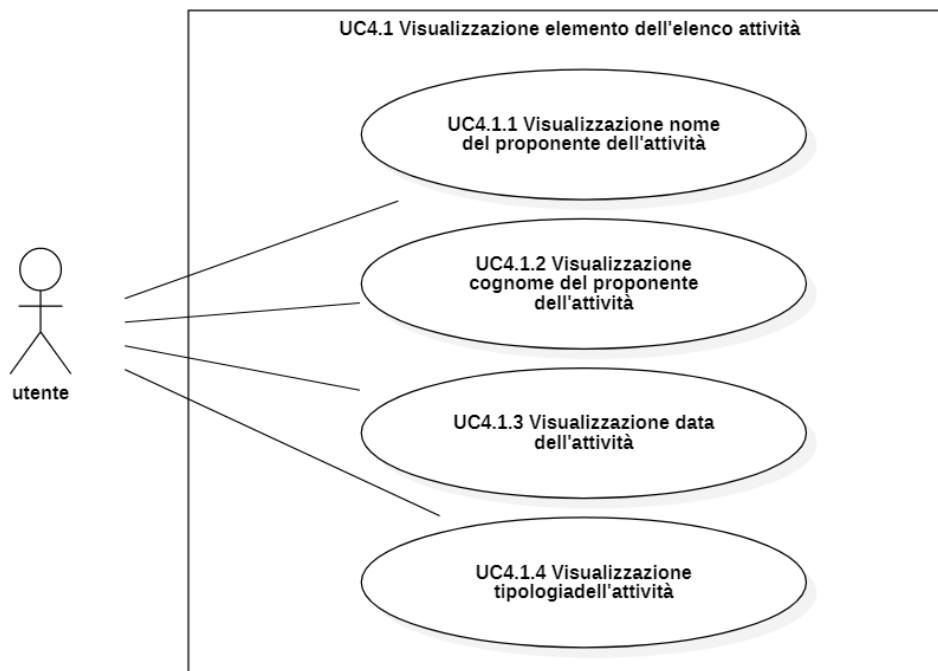 UC4.1 Visualizzazione elemento dell'elenco attività
UC4.1.1 Visualizzazione nome
del proponente dell'attività
UC4.1.2 Visualizzazione
cognome del proponente
dell'attività
utente
UC4.1.3 Visualizzazione data
dell'attività
UC4.1.4 Visualizzazione
tipologiadell'attività